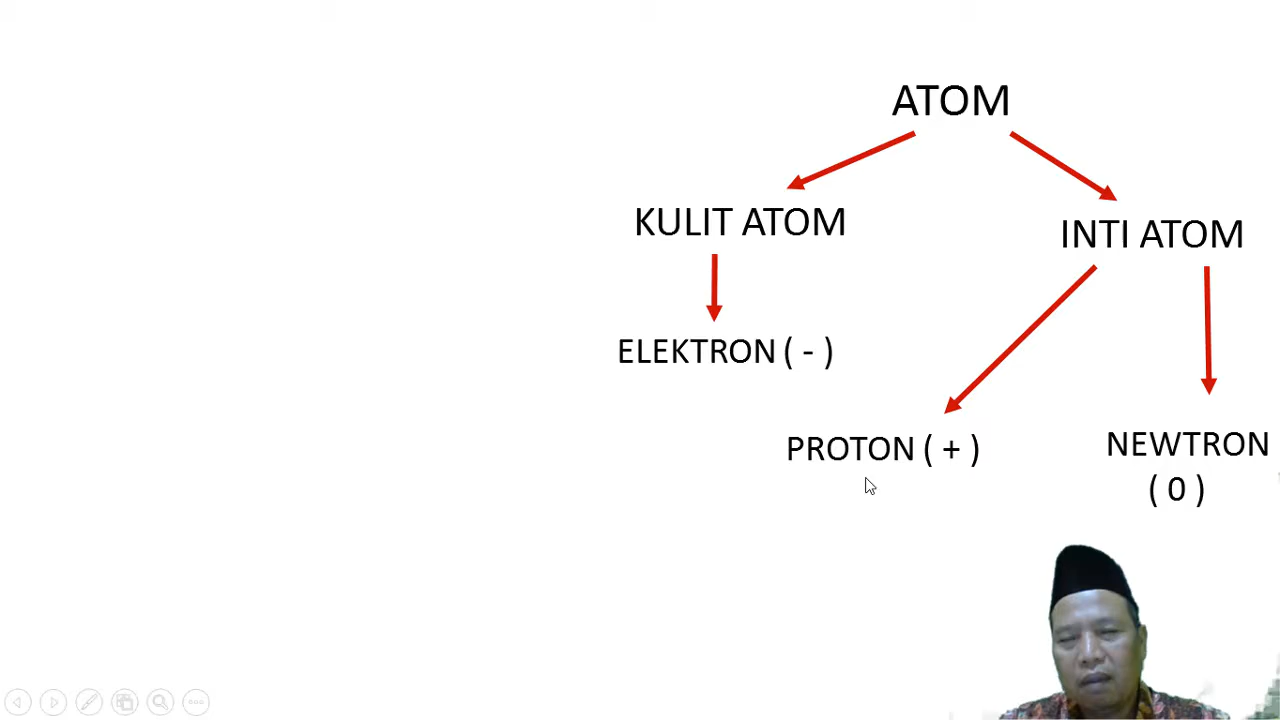 ATOM
KULIT ATOM
INTI ATOM
ELEKTRON ( - )
PROTON ( + )
NEWTRON
( 0 )